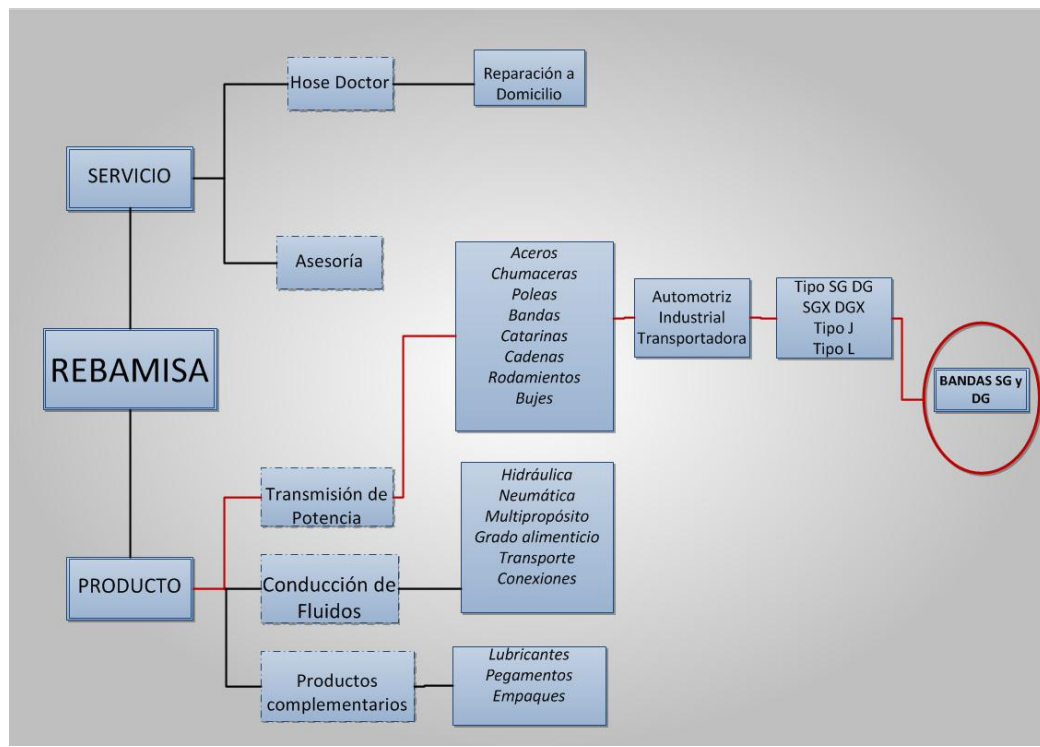 Hose Doctor
Reparación a
Domicilio
SERVICIO
Asesoría
REBAMISA
Aceros
Chumaceras
Poleas
Bandas
Catarinas
Cadenas
Rodamientos
Bujes
Automotriz
Industrial
Transportadora
Tipo SG DG
SGX DGX
Tipo J
Tipo L
BANDAS SG y
DG
Transmisión de
Potencia
Hidráulica
Neumática
Multipropósito
Grado alimenticio
Transporte
Conexiones
PRODUCTO
Conducción de
Fluidos
Productos
complementarios
Lubricantes
Pegamentos
Empaques